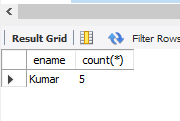 Result Grid Filter Rows
ename count(*)
Kumar 5